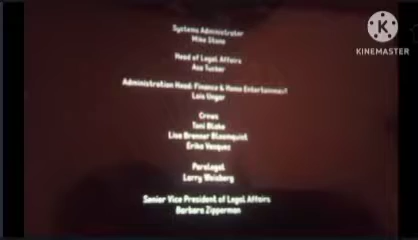 KINEMASTER
Systems Administrator
Mike Stone
Head of Legal Affairs
Asa Tucker
Administration Head: Finance & Home Entertainment
Lois Unger
Crews
Toni Blake
Lisa Brenner Bloomquist
Erika Vasquez
Paralegal
Larry Weisberg
Senior Vice President of Legal Affairs
Barbara Zipperman